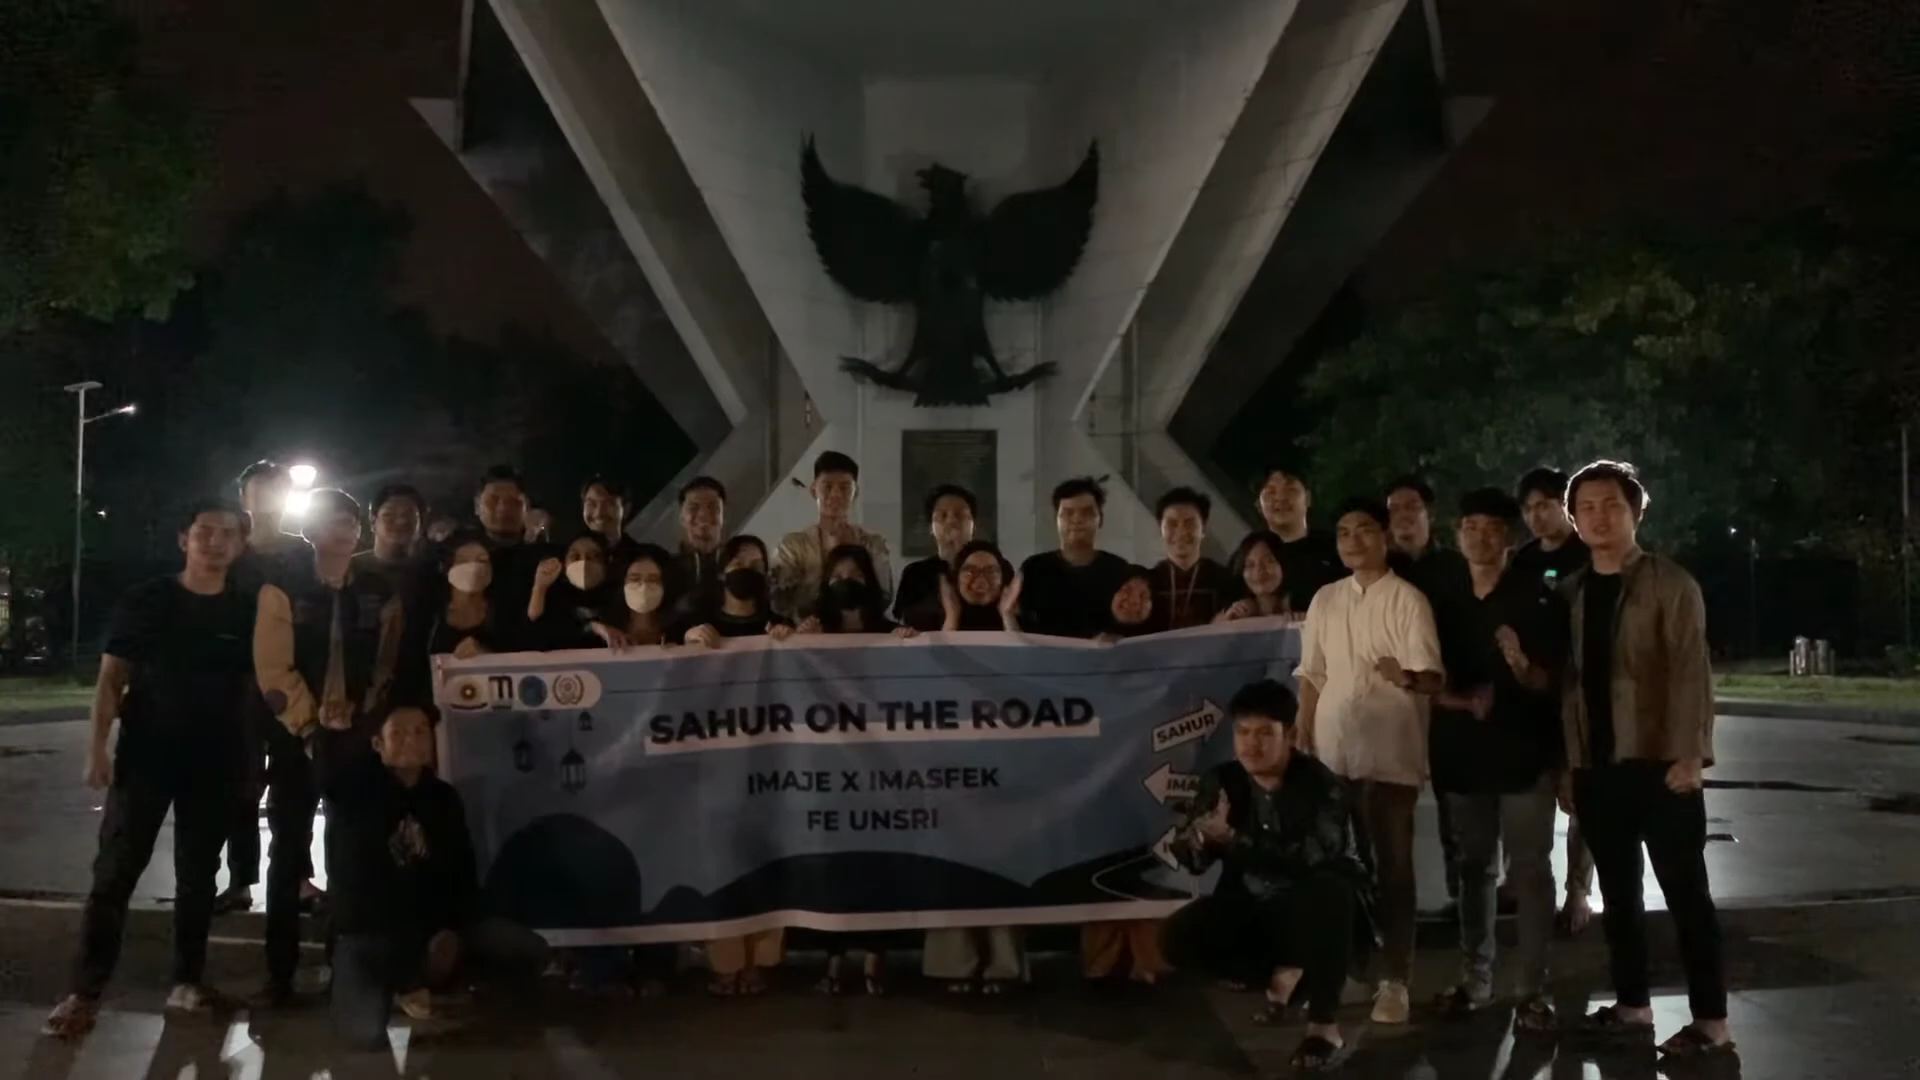 SAHUR ON THE ROAD
IMAJE X IMASFEK
FE UNSRI
SAHUR